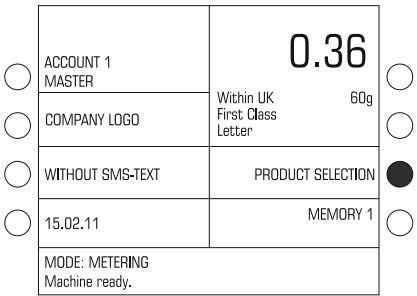 ACCOUNT 1
MASTER
COMPANY LOGO
WITHOUT SMS-TEXT
15.02.11
0.36
Within UK 60g
First Class
Letter
PRODUCT SELECTION
MEMORY 1
MODE: METERING
Machine ready.